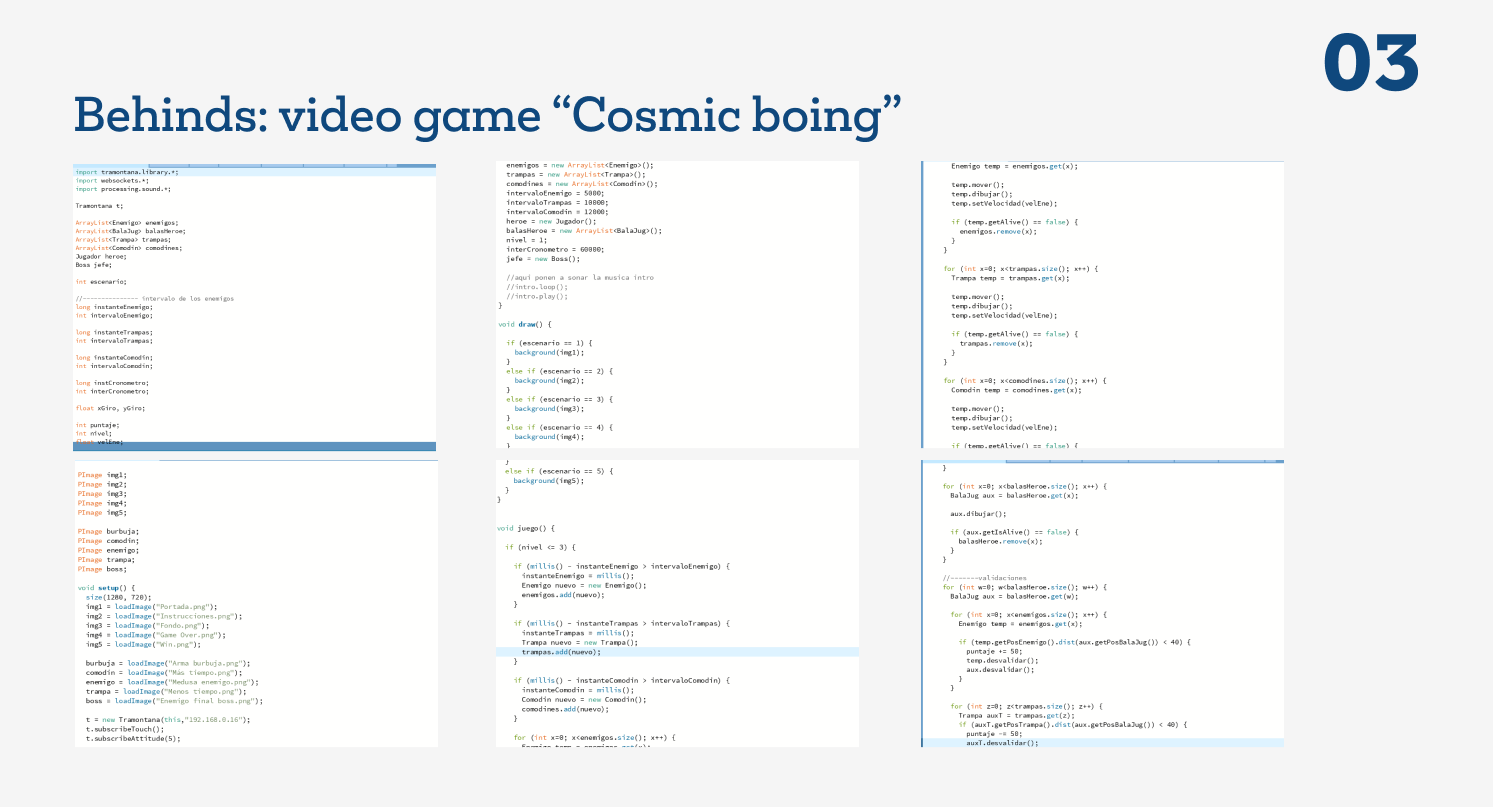 03
Behinds: video game “Cosmic boing”
import tramontana.library.*;
import websockets.*;
import processing.sound.*;
Tramontana t;
ArrayList<Enemigo> enemigos;
ArrayList<BalaJug> balasHeroe;
ArrayList<Trampa> trampas;
ArrayList<Comodin> comodines;
Jugador heroe;
Boss jefe;
int escenario;
//--------------- intervalo de los enemigos
long instanteEnemigo;
int intervaloEnemigo;
long instanteTrampas;
int intervaloTrampas;
long instanteComodin;
int intervaloComodin;
long instCronometro;
int interCronometro;
float xGiro, yGiro;
int puntaje;
int nivel;
float velEne;
PImage img1;
PImage img2;
PImage img3;
PImage img4;
PImage img5;
PImage burbuja;
PImage comodin;
PImage enemigo;
PImage trampa;
PImage boss;
void setup() {
size(1280, 720);
img1 = loadImage("Portada.png");
img2 = loadImage("Instrucciones.png");
img3 = loadImage("Fondo.png");
img4 = loadImage("Game Over.png");
img5 = loadImage("Win.png");
burbuja = loadImage("Arma burbuja.png");
comodin = loadImage("Más tiempo.png");
enemigo = loadImage("Medusa enemigo.png");
trampa = loadImage("Menos tiempo.png");
boss = loadImage("Enemigo final boss.png");
t = new Tramontana(this,"192.168.0.16");
t.subscribeTouch();
t.subscribeAttitude(5);
enemigos = new ArrayList<Enemigo>();
trampas = new ArrayList<Trampa>();
comodines = new ArrayList<Comodin>();
intervaloEnemigo = 5000;
intervaloTrampas = 10000;
intervaloComodin = 12000;
heroe = new Jugador();
balasHeroe = new ArrayList<BalaJug>();
nivel = 1;
interCronometro = 60000;
jefe = new Boss();
//aqui ponen a sonar la musica intro
//intro.loop();
//intro.play();
}
void draw() {
if (escenario == 1) {
background(img1);
}
else if (escenario == 2) {
background(img2);
}
else if (escenario == 3) {
background(img3);
}
else if (escenario == 4) {
background(img4);
}
}
else if (escenario == 5) {
background(img5);
}
}
void juego() {
if (nivel <= 3) {
if (millis() - instanteEnemigo > intervaloEnemigo) {
instanteEnemigo = millis();
Enemigo nuevo = new Enemigo();
enemigos.add(nuevo);
}
if (millis() - instanteTrampas > intervaloTrampas) {
instanteTrampas = millis();
Trampa nuevo = new Trampa();
trampas.add(nuevo);
}
if (millis() - instanteComodin > intervaloComodin) {
instanteComodin = millis();
Comodin nuevo = new Comodin();
comodines.add(nuevo);
}
for (int x=0; x<enemigos.size(); x++) {
Enemigo temp = enemigos.get(x);
Enemigo temp = enemigos.get(x);
temp.mover();
temp.dibujar();
temp.setVelocidad(velEne);
if (temp.getAlive() == false) {
enemigos.remove(x);
}
}
for (int x=0; x<trampas.size(); x++) {
Trampa temp = trampas.get(x);
temp.mover();
temp.dibujar();
temp.setVelocidad(velEne);
if (temp.getAlive() == false) {
trampas.remove(x);
}
}
for (int x=0; x<comodines.size(); x++) {
Comodin temp = comodines.get(x);
temp.mover();
temp.dibujar();
temp.setVelocidad(velEne);
if (temp.getAlive() == false) {
}
for (int x=0; x<balasHeroe.size(); x++) {
BalaJug aux = balasHeroe.get(x);
aux.dibujar();
if (aux.getIsAlive() == false) {
balasHeroe.remove(x);
}
}
//-------validaciones
for (int w=0; w<balasHeroe.size(); w++) {
BalaJug aux = balasHeroe.get(w);
for (int x=0; x<enemigos.size(); x++) {
Enemigo temp = enemigos.get(x);
if (temp.getPosEnemigo().dist(aux.getPosBalaJug()) < 40) {
puntaje += 50;
temp.desvalidar();
aux.desvalidar();
}
}
for (int z=0; z<trampas.size(); z++) {
Trampa auxT = trampas.get(z);
if (auxT.getPosTrampa().dist(aux.getPosBalaJug()) < 40) {
puntaje -= 50;
auxT.desvalidar();